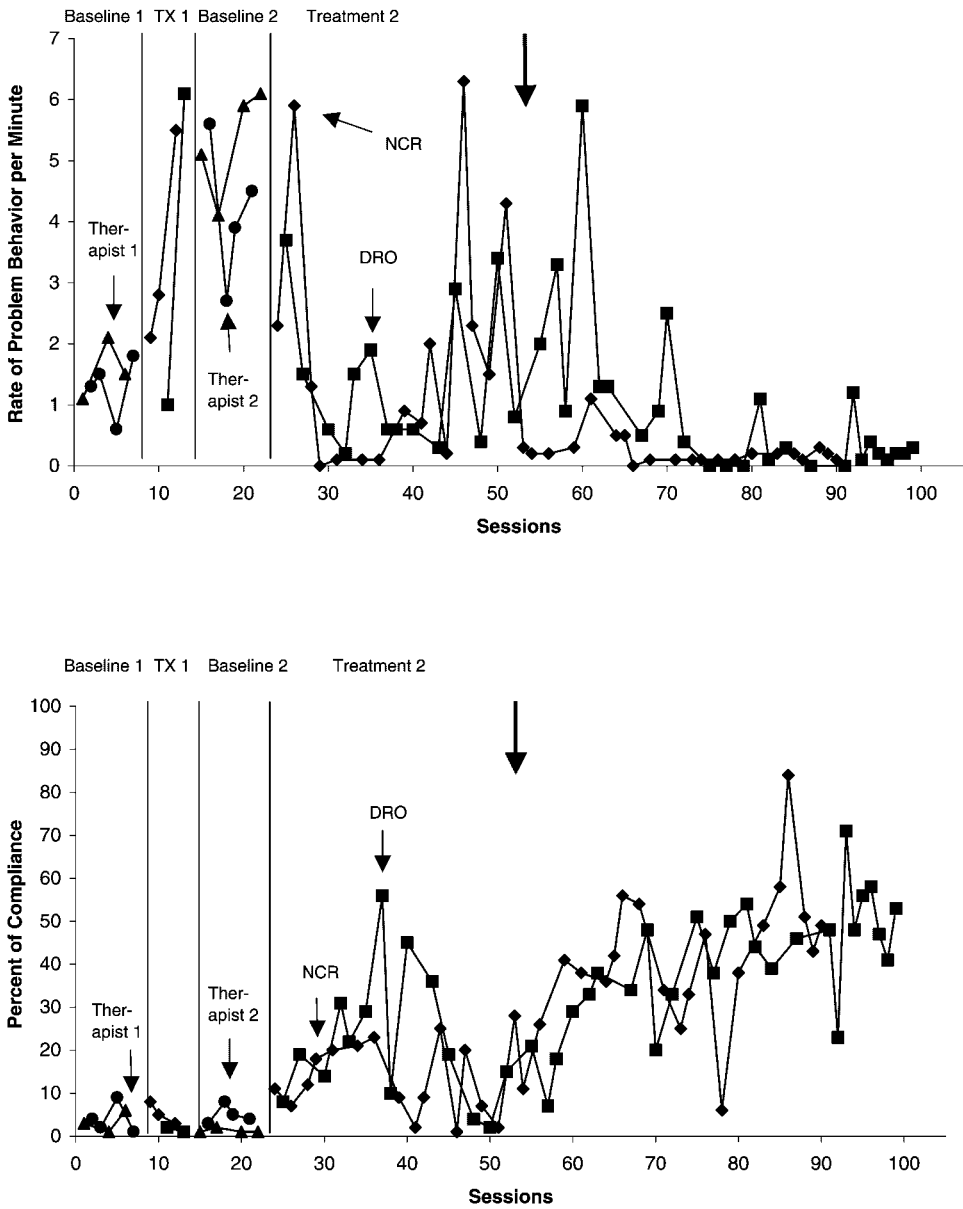 Baseline 1 TX 1 Baseline 2 Treatment 2
7
6
5
4
3
2
1
0
Rate of Problem Behavior per Minute
Ther-
apist 1
Ther-
apist 2
NCR
DRO
0 10 20 30 40 50 60 70 80 90 100
Sessions
Baseline 1 TX 1 Baseline 2 Treatment 2
100
90
80
70
60
50
40
30
20
10
0
Percent of Compliance
Ther-
apist 1
Ther-
apist 2
NCR
DRO
0 10 20 30 40 50 60 70 80 90 100
Sessions